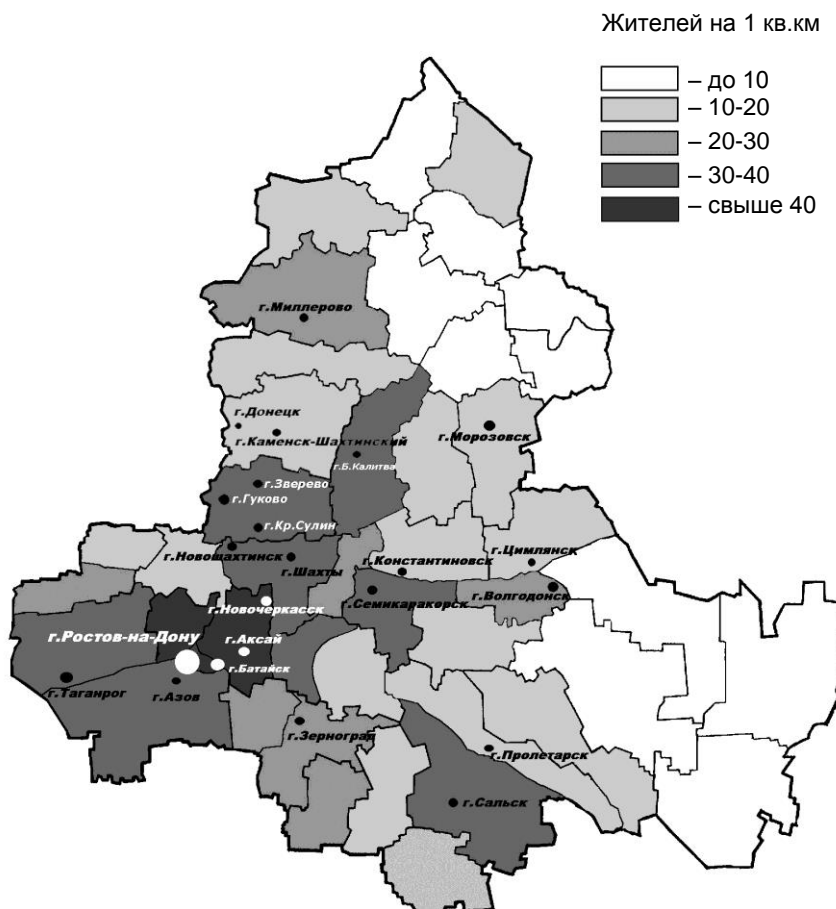 Жителей на 1 кв.км
– до 10
– 10-20
– 20-30
– 30-40
– свыше 40
г.Миллерово
г.Донецк
г.Каменск-Шахтинский
г.Морозовск
г.Б.Калитва
г.Зверево
г.Гуково
г.Кр.Сулин
г.Новошахтинск
г.Шахты
г.Константиновск
г.Цимлянск
г.Новочеркасск
г.Семикаракорск
г.Волгодонск
г.Ростов-на-Дону
г.Аксай
г.Батайск
г.Таганрог
г.Азов
г.Зерноград
г.Пролетарск
г.Сальск